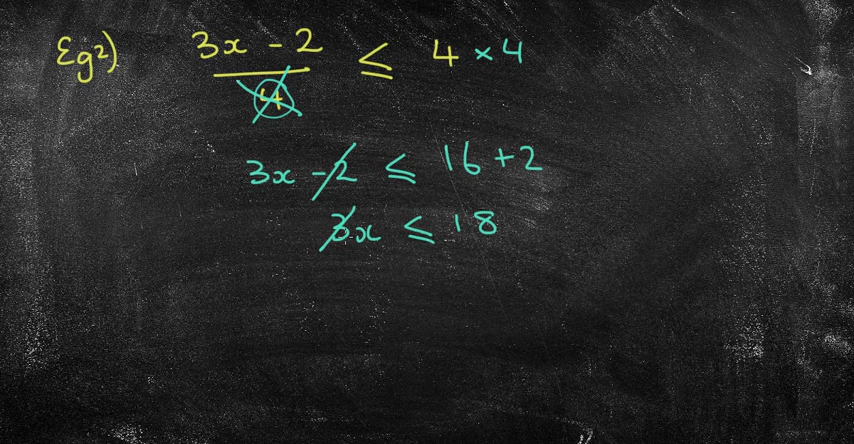 Eg2) 3x - 2 / 4 ≤ 4 × 4
3x - 2 ≤ 16 + 2
3x ≤ 18